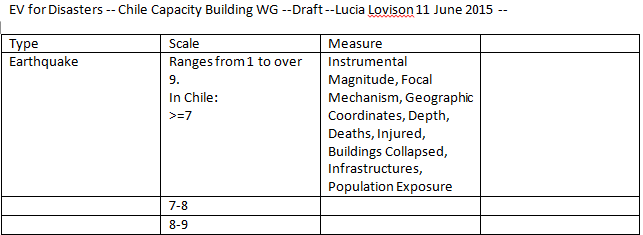 EV for Disasters -- Chile Capacity Building WG --Draft --Lucia Lovison 11 June 2015 --
Type Scale Measure
Earthquake Ranges from 1 to over Instrumental
9. Magnitude, Focal
In Chile: Mechanism, Geographic
>=7 Coordinates, Depth,
Deaths, Injured,
Buildings Collapsed,
Infrastructures,
Population Exposure
7-8
8-9